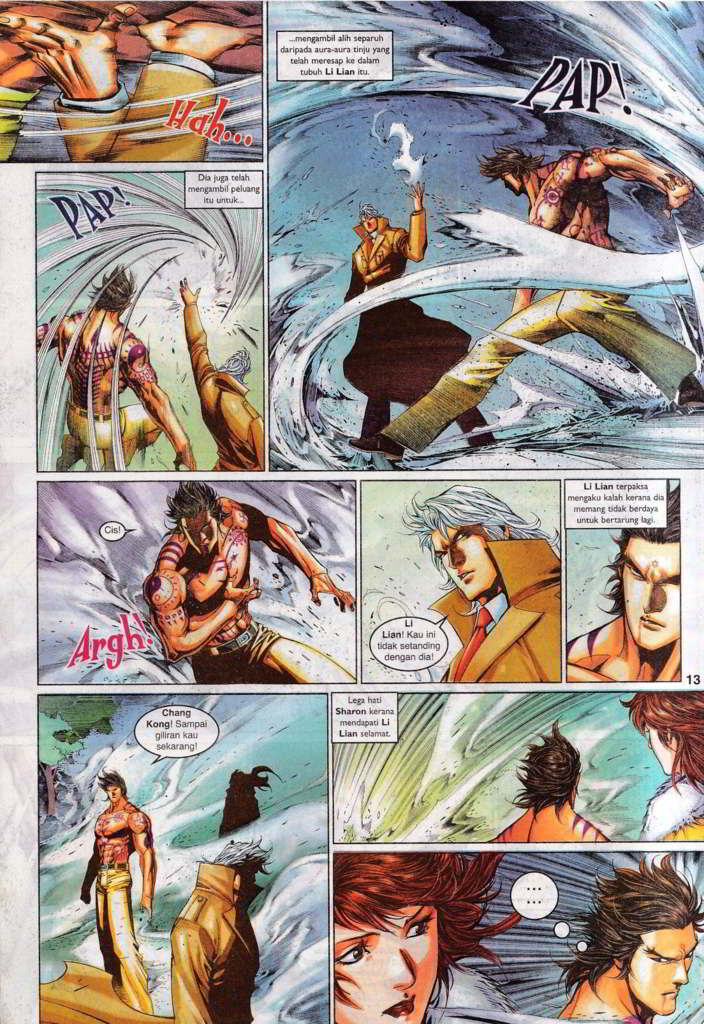 Hah...
...mengambil alih separuh
daripada aura-aura tinju yang
telah meresap ke dalam
tubuh Li Lian itu.
PAP!
PAP!
Dia juga telah
mengambil peluang
itu untuk...
Cis!
Argh!
Li
Lian! Kau ini
tidak setanding
dengan dia!
Li Lian terpaksa
mengaku kalah kerana dia
memang tidak berdaya
untuk bertarung lagi.
13
Chang
Kong! Sampai
giliran kau
sekarang!
Lega hati
Sharon kerana
mendapati Li
Lian selamat.
...
...